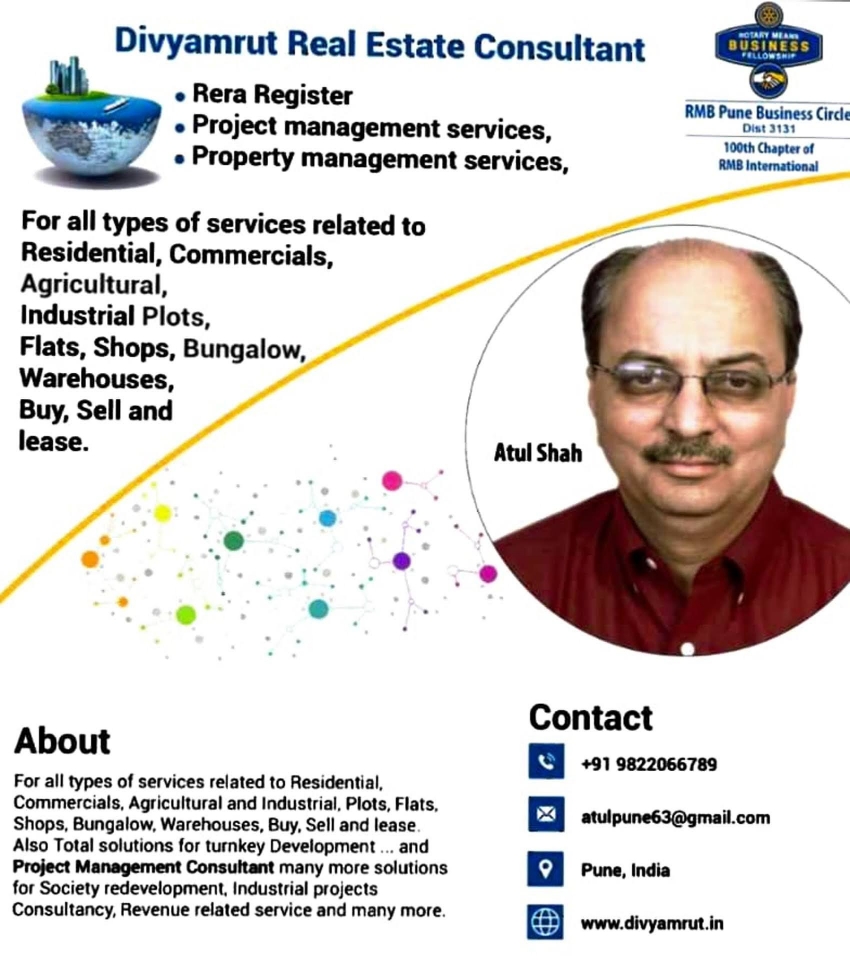 Divyamrut Real Estate Consultant
• Rera Register
• Project management services,
• Property management services,
ROTARY MEANS
BUSINESS
FELLOWSHIP
RMB Pune Business Circle
Dist 3131
100th Chapter of
RMB International
For all types of services related to
Residential, Commercials,
Agricultural,
Industrial Plots,
Flats, Shops, Bungalow,
Warehouses,
Buy, Sell and
lease.
Atul Shah
About
For all types of services related to Residential,
Commercials, Agricultural and Industrial, Plots, Flats,
Shops, Bungalow, Warehouses, Buy, Sell and lease.
Also Total solutions for turnkey Development ... and
Project Management Consultant many more solutions
for Society redevelopment, Industrial projects
Consultancy, Revenue related service and many more.
Contact
+91 9822066789
atulpune63@gmail.com
Pune, India
www.divyamrut.in